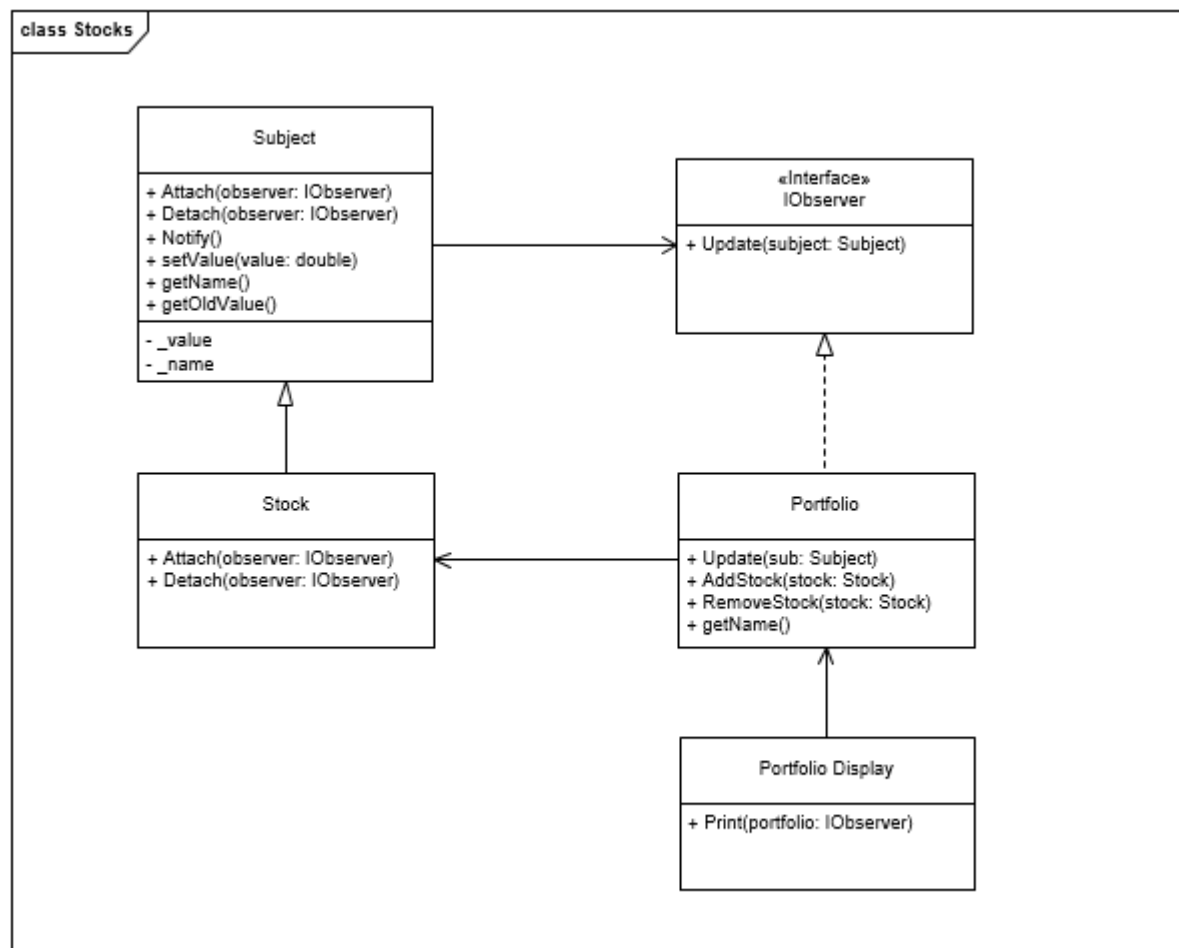 class Stocks
Subject
+ Attach(observer: IObserver)
+ Detach(observer: IObserver)
+ Notify()
+ setValue(value: double)
+ getName()
+ getOldValue()
- _value
- _name
«Interface»
IObserver
+ Update(subject: Subject)
Stock
+ Attach(observer: IObserver)
+ Detach(observer: IObserver)
Portfolio
+ Update(sub: Subject)
+ AddStock(stock: Stock)
+ RemoveStock(stock: Stock)
+ getName()
Portfolio Display
+ Print(portfolio: IObserver)